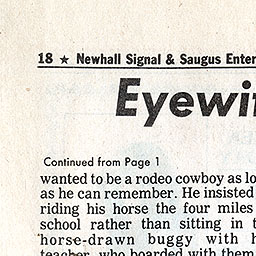 18 ★ Newhall Signal & Saugus Enter
Eyewit
Continued from Page 1
wanted to be a rodeo cowboy as lo
as he can remember. He insisted
riding his horse the four miles
school rather than sitting in t
horse-drawn buggy with h
teacher, who boarded with them